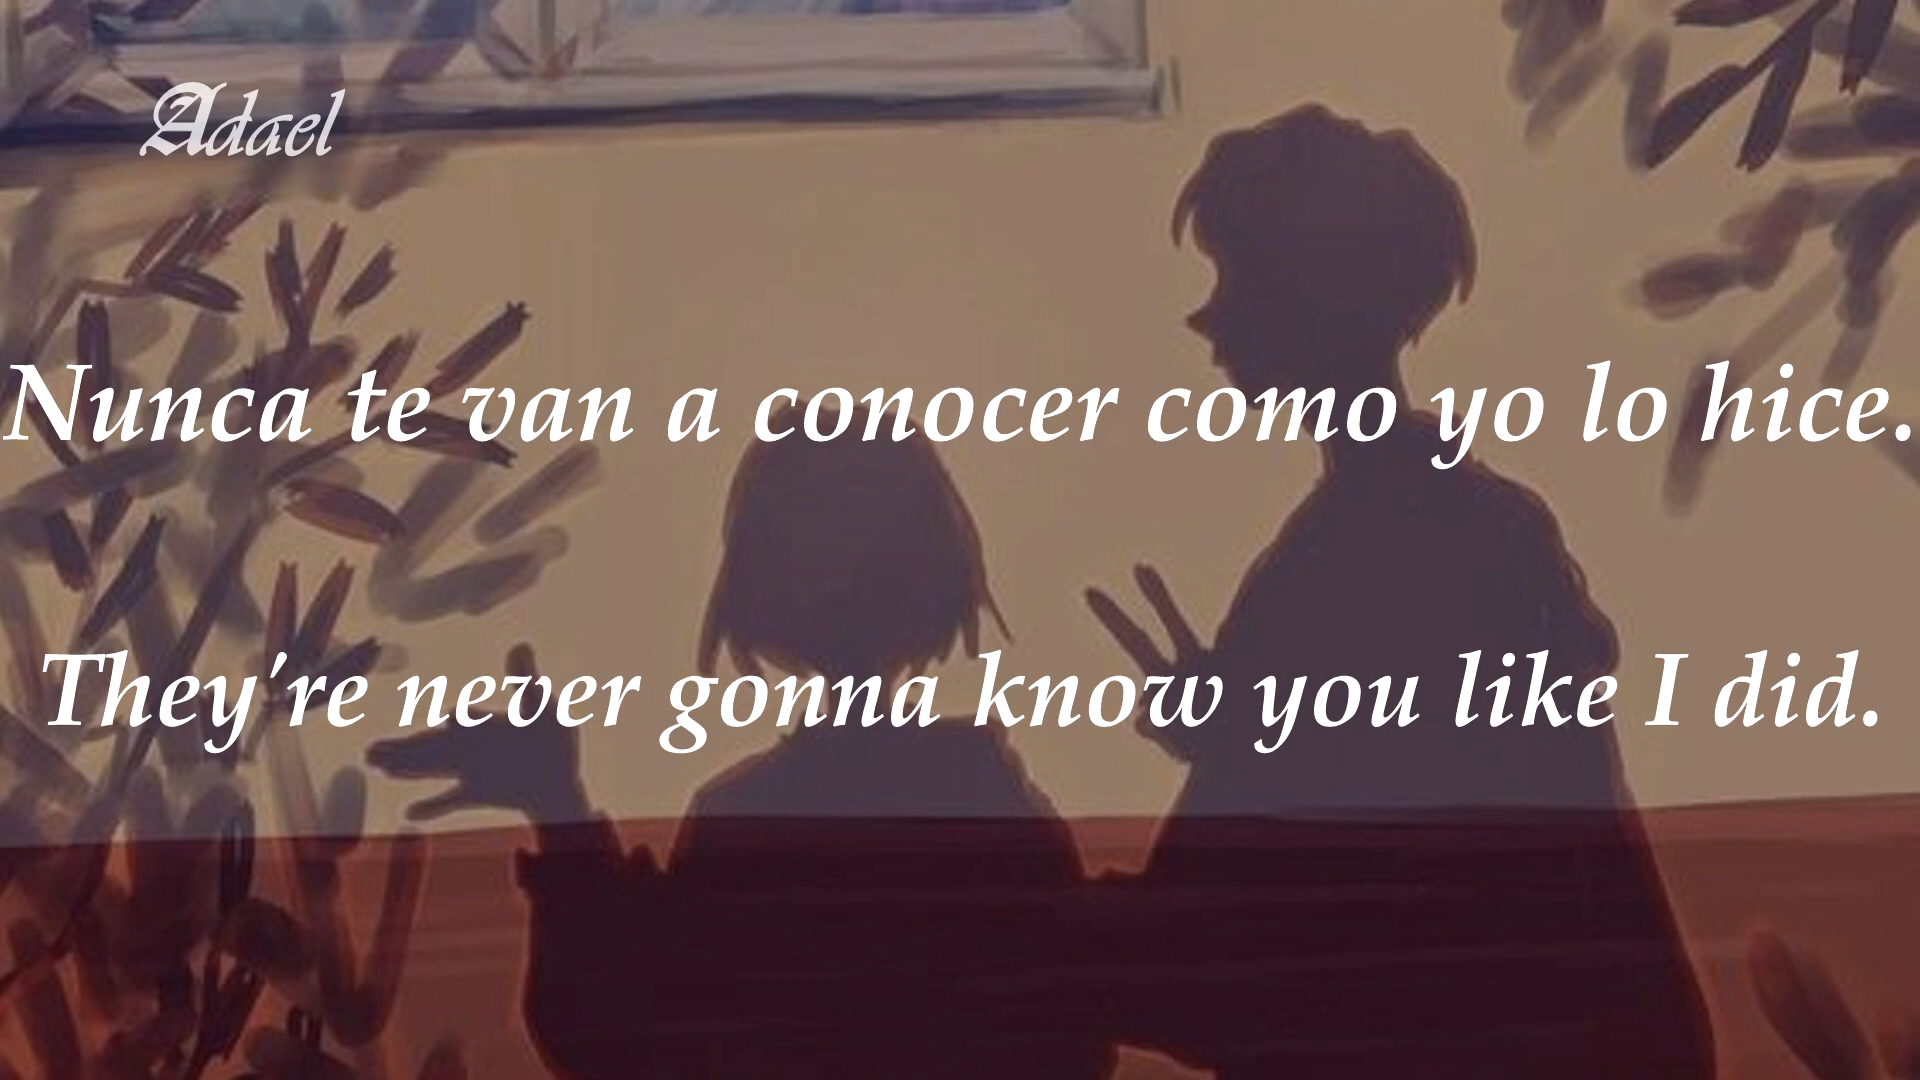 Adael
Nunca te van a conocer como yo lo hice.
They're never gonna know you like I did.